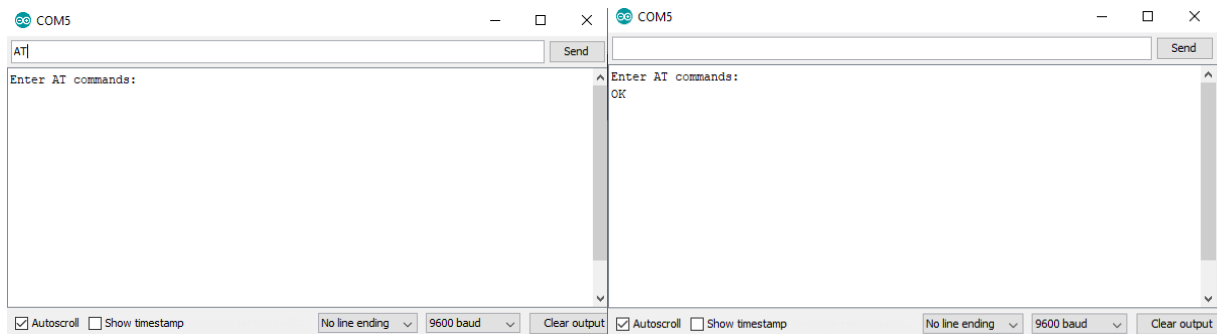 COM5
AT
Send
Enter AT commands:
Autoscroll Show timestamp No line ending 9600 baud Clear output
COM5
Send
Enter AT commands:
OK
Autoscroll Show timestamp No line ending 9600 baud Clear output